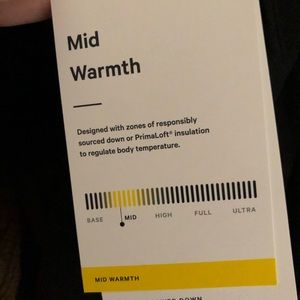 Mid
Warmth
Designed with zones of responsibly
sourced down or PrimaLoft® insulation
to regulate body temperature.
BASE MID HIGH FULL ULTRA
MID WARMTH
DOWN